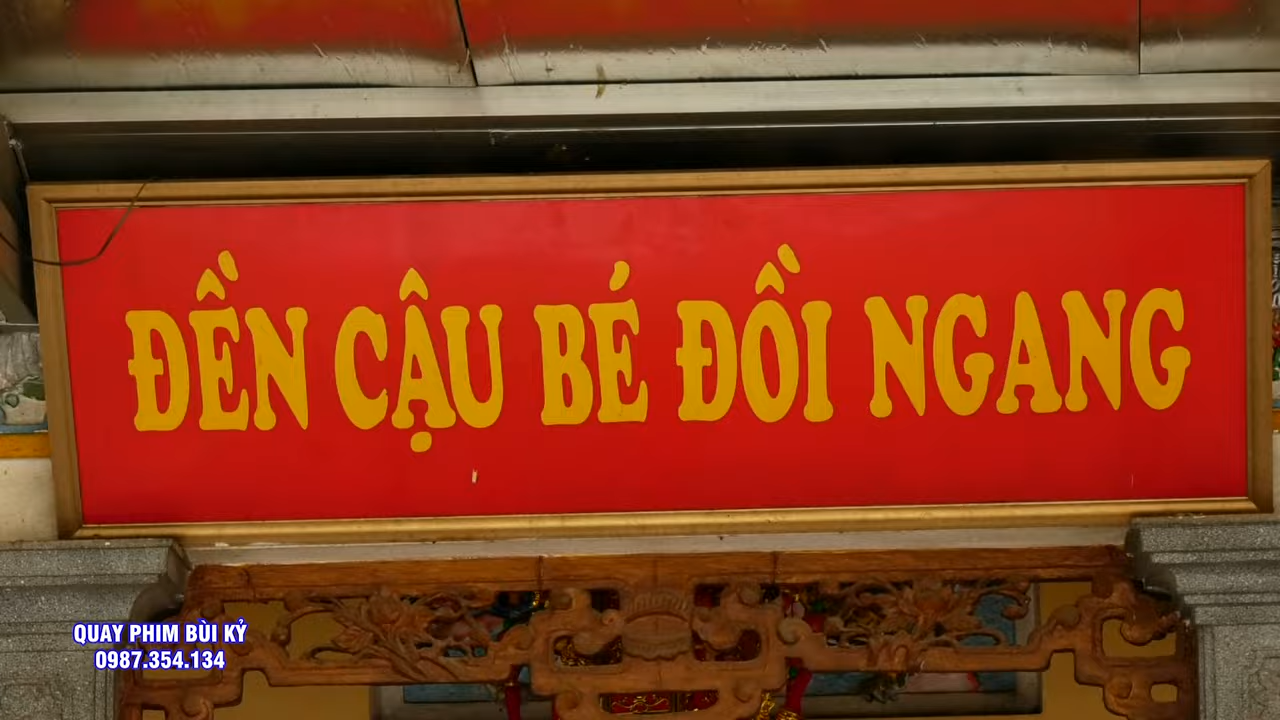 ĐỀN CẬU BÉ ĐỒI NGANG
QUAY PHIM BÙI KỶ
0987.354.134